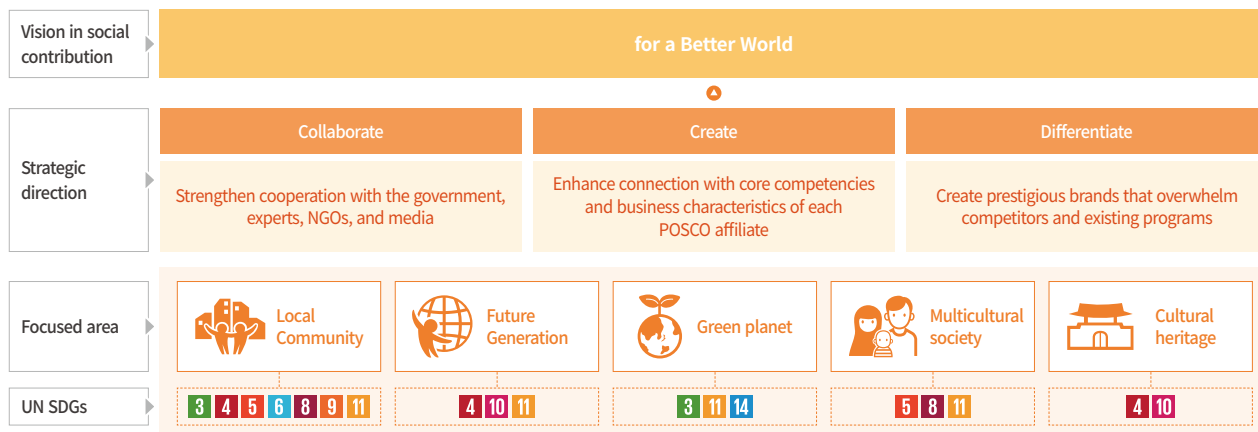 Vision in social
contribution
for a Better World
Strategic
direction
Collaborate
Strengthen cooperation with the government,
experts, NGOs, and media
Create
Enhance connection with core competencies
and business characteristics of each
POSCO affiliate
Differentiate
Create prestigious brands that overwhelm
competitors and existing programs
Focused area
Local
Community
Future
Generation
Green planet
Multicultural
society
Cultural
heritage
UN SDGs
3 4 5 6 8 9 11
4 10 11
3 11 14
5 8 11
4 10